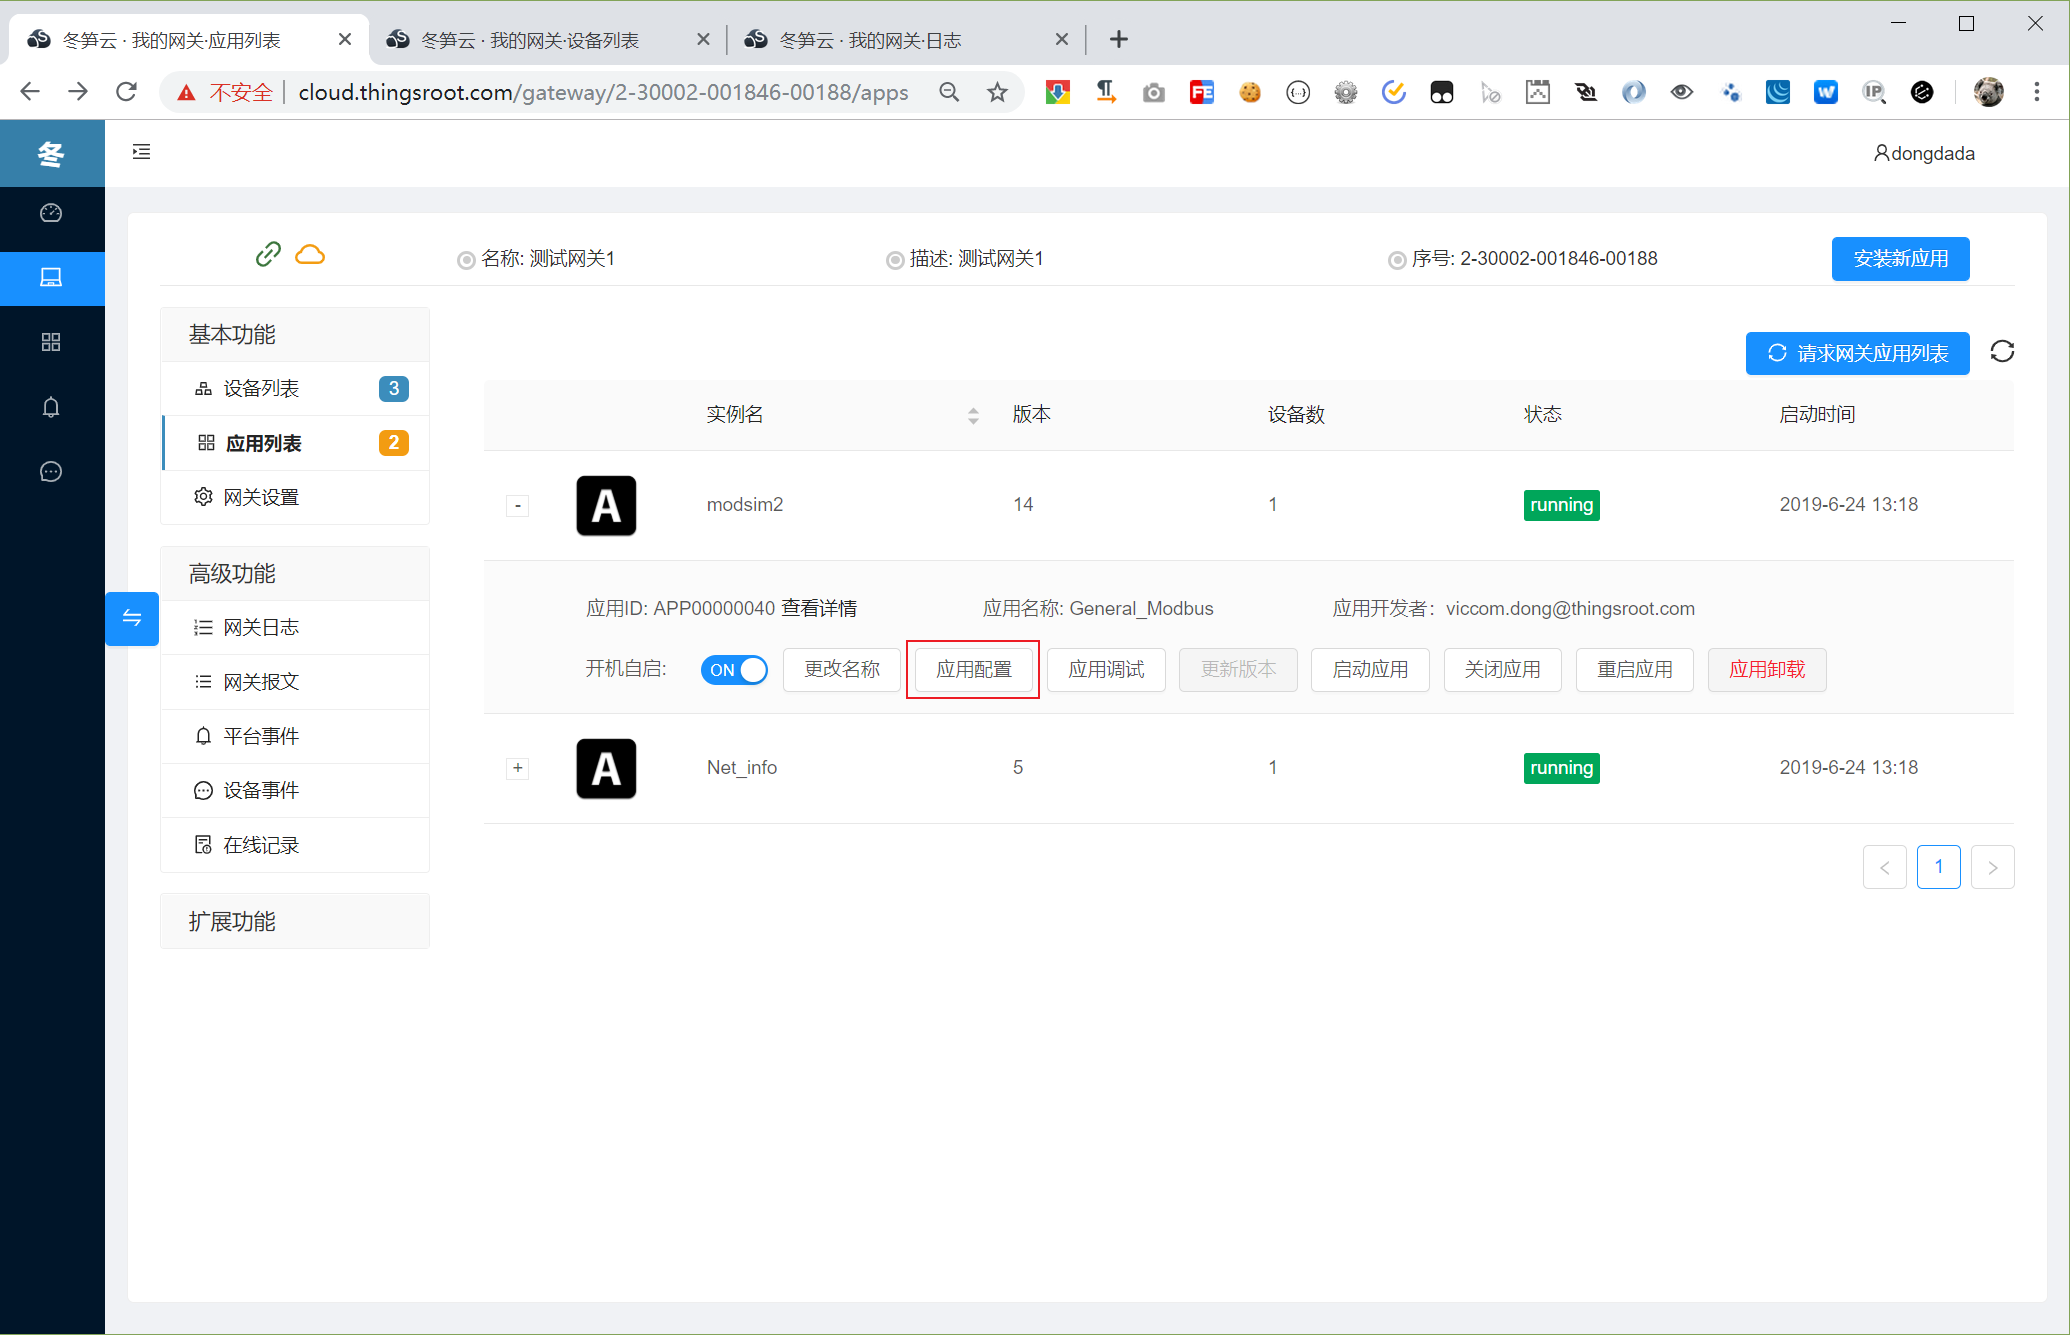 冬笋云 · 我的网关·应用列表
冬笋云 · 我的网关·设备列表
冬笋云 · 我的网关·日志
不安全
cloud.thingsroot.com/gateway/2-30002-001846-00188/apps
冬
dongdada
名称: 测试网关1
描述: 测试网关1
序号: 2-30002-001846-00188
安装新应用
基本功能
设备列表 3
应用列表 2
网关设置
高级功能
网关日志
网关报文
平台事件
设备事件
在线记录
扩展功能
请求网关应用列表
实例名 版本 设备数 状态 启动时间
- A modsim2 14 1 running 2019-6-24 13:18
应用ID: APP00000040 查看详情 应用名称: General_Modbus 应用开发者: viccom.dong@thingsroot.com
开机自启: ON 更改名称 应用配置 应用调试 更新版本 启动应用 关闭应用 重启应用 应用卸载
+ A Net_info 5 1 running 2019-6-24 13:18
< 1 >